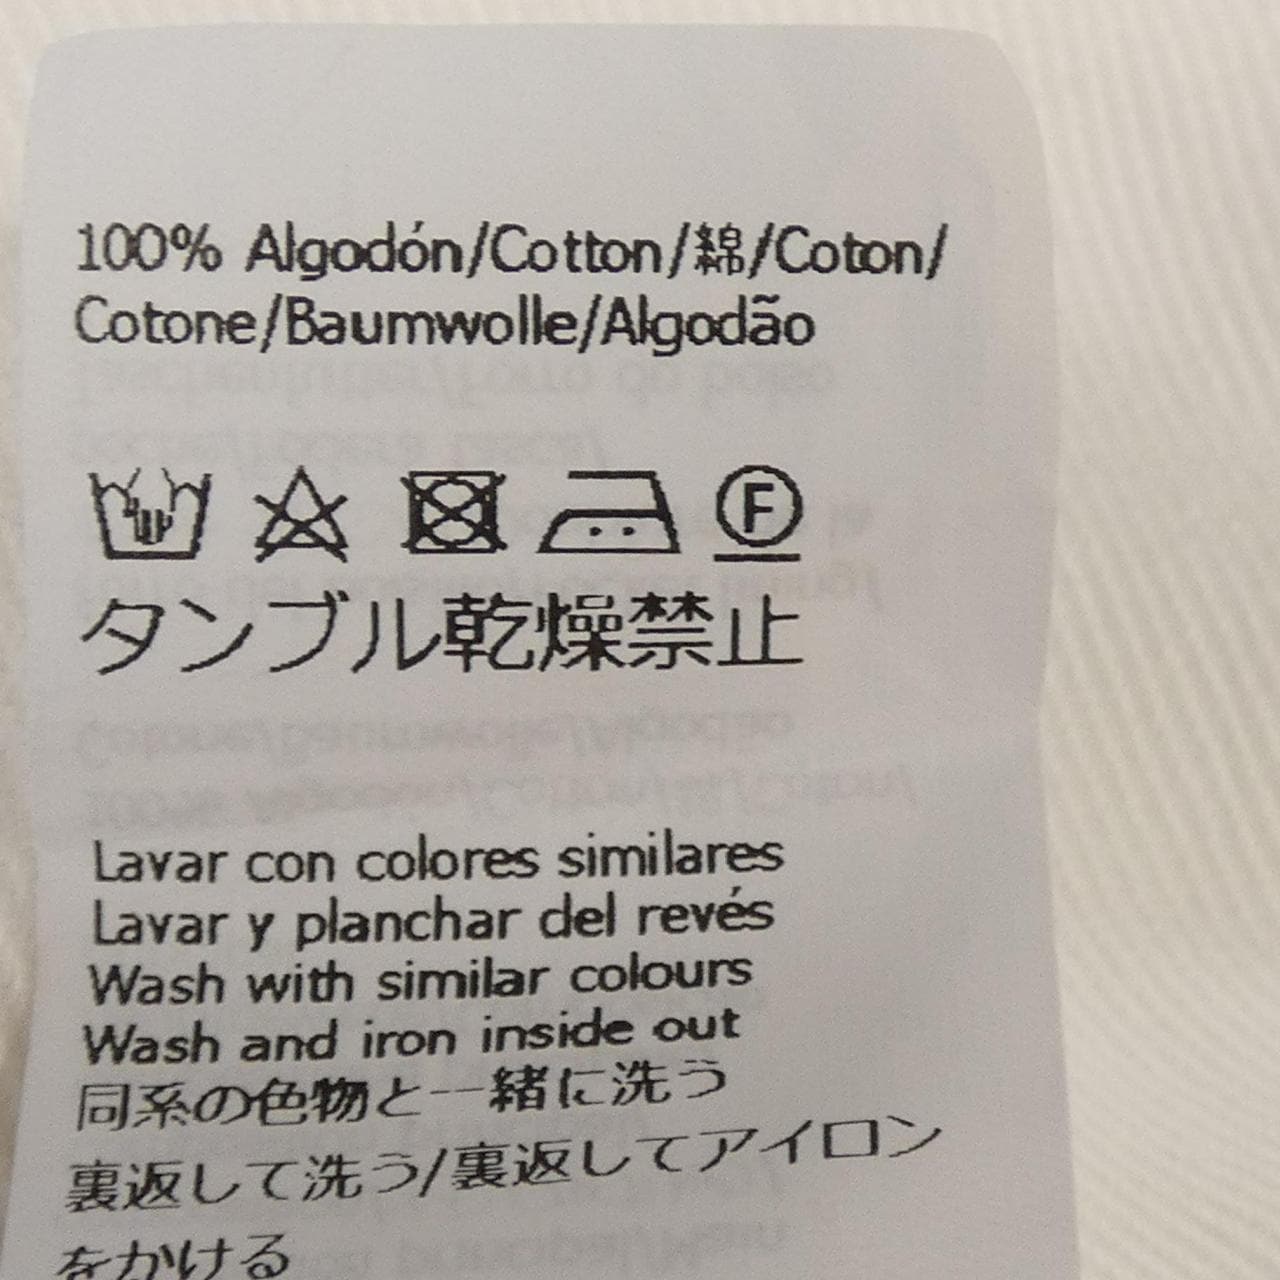 100% Algodón/Cotton/綿/Coton/
Cotone/Baumwolle/Algodão
F
タンブル乾燥禁止
Lavar con colores similares
Lavar y planchar del revés
Wash with similar colours
Wash and iron inside out
同系の色物と一緒に洗う
裏返して洗う/裏返してアイロン
をかける